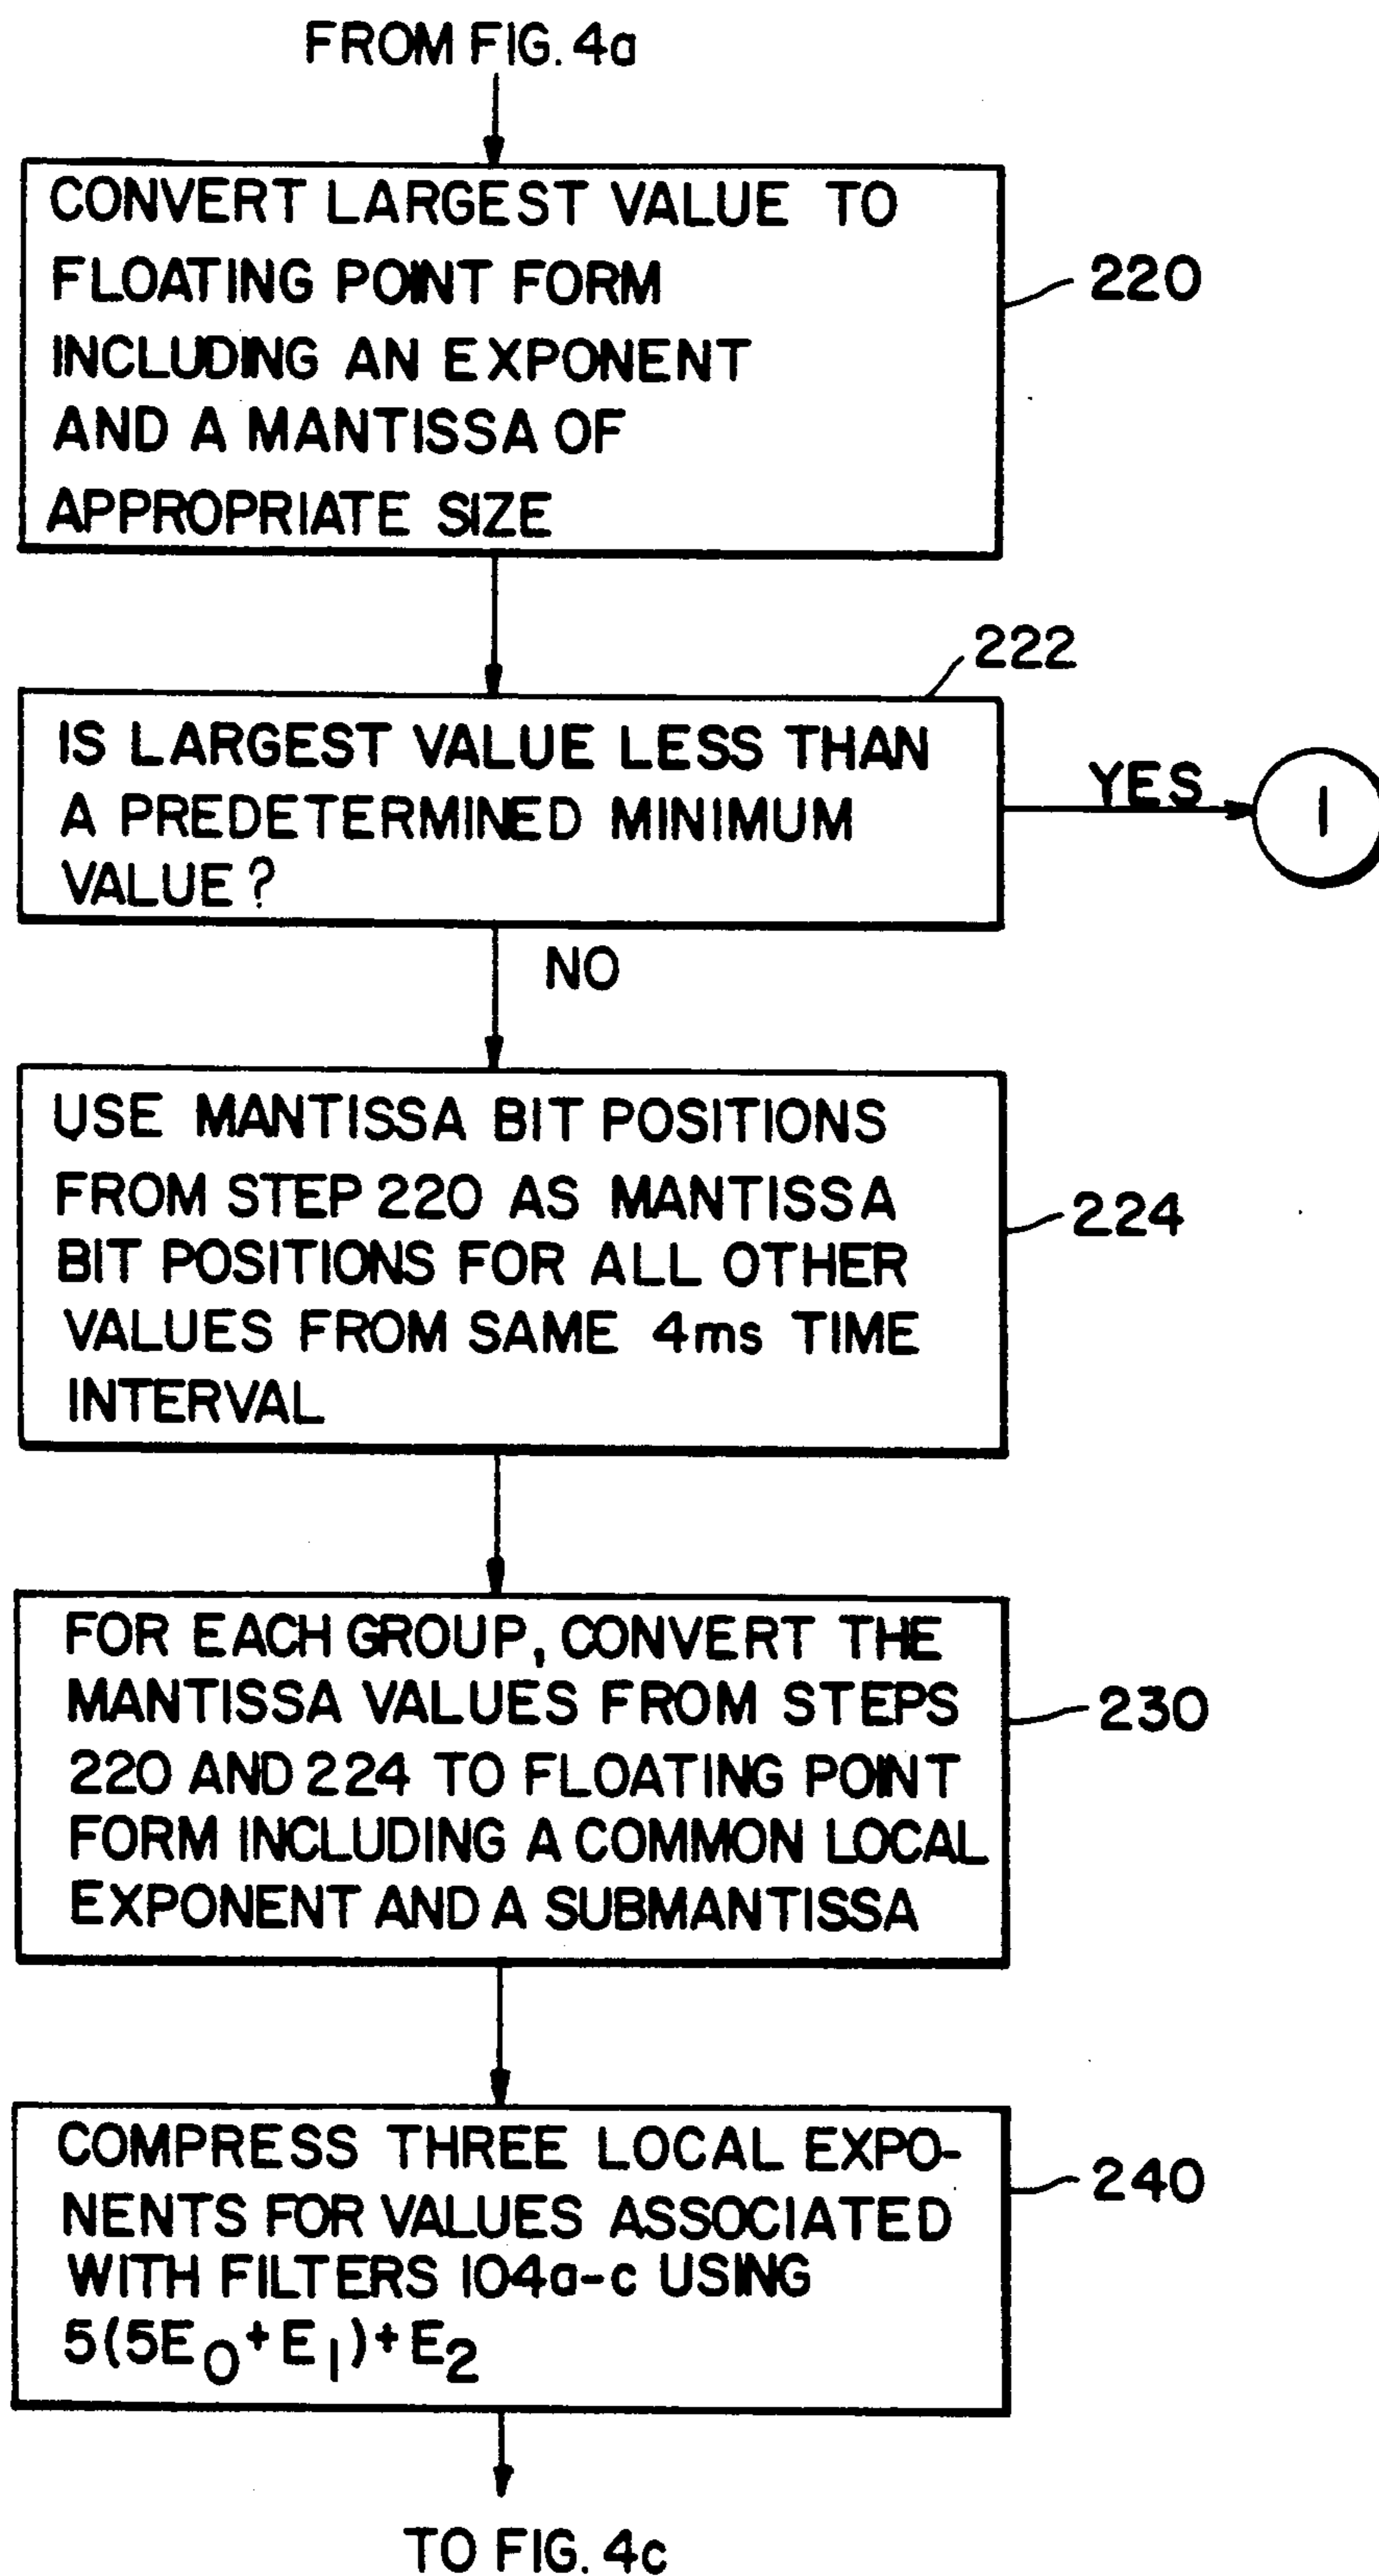 FROM FIG. 4a
CONVERT LARGEST VALUE TO
FLOATING POINT FORM
INCLUDING AN EXPONENT
AND A MANTISSA OF
APPROPRIATE SIZE
220
222
IS LARGEST VALUE LESS THAN
A PREDETERMINED MINIMUM
VALUE?
YES
1
NO
USE MANTISSA BIT POSITIONS
FROM STEP 220 AS MANTISSA
BIT POSITIONS FOR ALL OTHER
VALUES FROM SAME 4ms TIME
INTERVAL
224
FOR EACH GROUP, CONVERT THE
MANTISSA VALUES FROM STEPS
220 AND 224 TO FLOATING POINT
FORM INCLUDING A COMMON LOCAL
EXPONENT AND A SUBMANTISSA
230
COMPRESS THREE LOCAL EXPO-
NENTS FOR VALUES ASSOCIATED
WITH FILTERS 104a-c USING
5(5E₀+E₁)+E₂
240
TO FIG. 4c